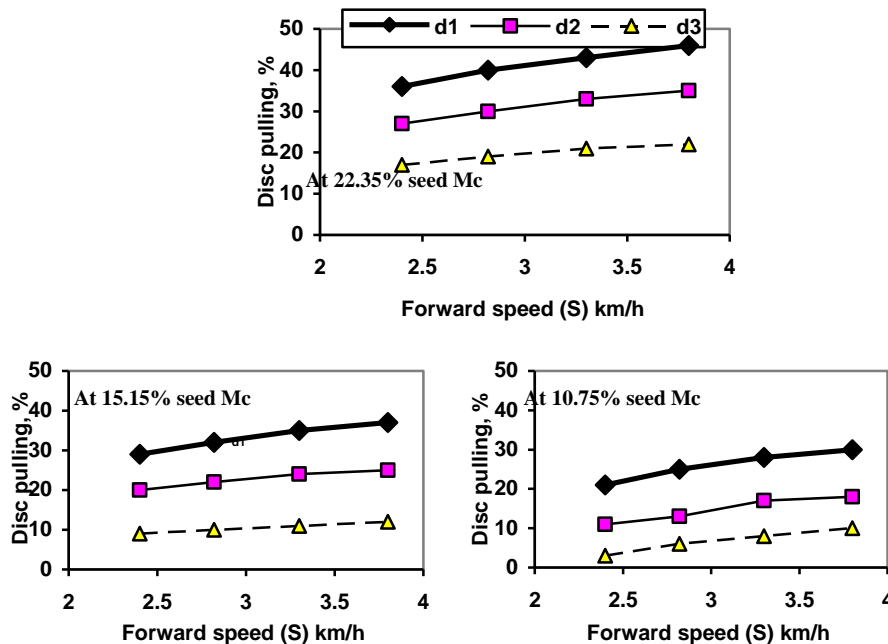 50
d1 d2 d3
40
30
20
10
0
Disc pulling, %
At 22.35% seed Mc
2 2.5 3 3.5 4
Forward speed (S) km/h
50
40
30
20
10
0
Disc pulling, %
At 15.15% seed Mc
2 2.5 3 3.5 4
Forward speed (S) km/h
50
40
30
20
10
0
Disc pulling, %
At 10.75% seed Mc
2 2.5 3 3.5 4
Forward speed (S) km/h